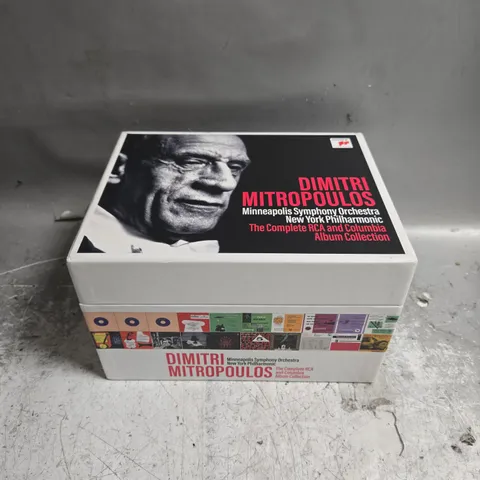 DIMITRI
MITROPOULOS
Minneapolis Symphony Orchestra
New York Philharmonic
The Complete RCA and Columbia
Album Collection
DIMITRI
MITROPOULOS
Minneapolis Symphony Orchestra
New York Philharmonic
The Complete RCA
and Columbia
Album Collection